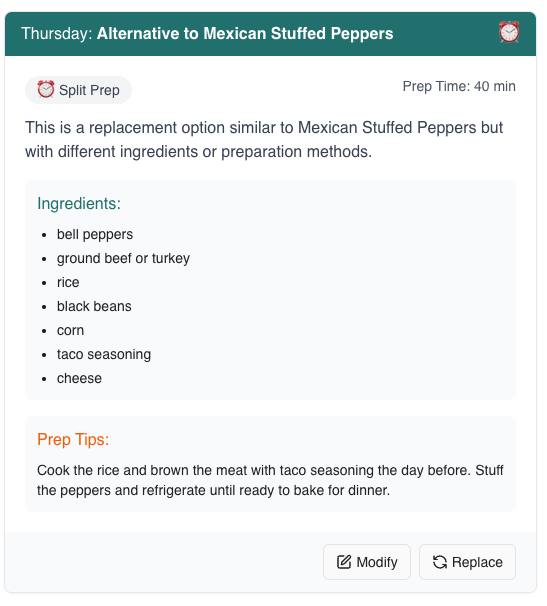 Thursday: Alternative to Mexican Stuffed Peppers
Split Prep
Prep Time: 40 min
This is a replacement option similar to Mexican Stuffed Peppers but
with different ingredients or preparation methods.
Ingredients:
bell peppers
ground beef or turkey
rice
black beans
corn
taco seasoning
cheese
Prep Tips:
Cook the rice and brown the meat with taco seasoning the day before. Stuff
the peppers and refrigerate until ready to bake for dinner.
Modify
Replace